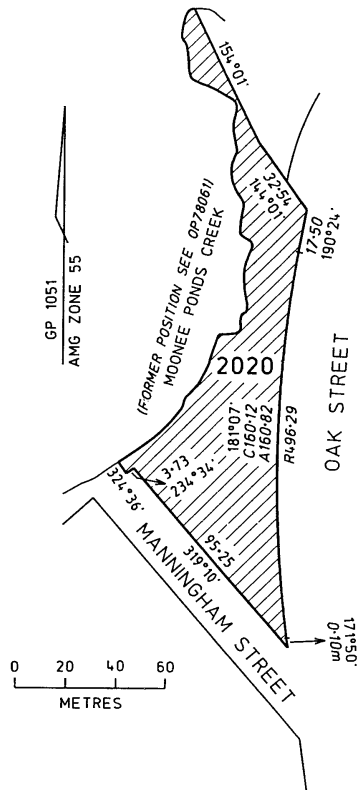 154°01'
32·54
144°01'
17·50
190°24'
GP 1051
AMG ZONE 55
(FORMER POSITION SEE OP78061)
MOONEE PONDS CREEK
2020
181°07'
C160·12
A160·82
R496·29
OAK STREET
3·73
234°34'
324°36'
95·25
319°10'
MANNINGHAM STREET
171°50'
0·10m
0 20 40 60
METRES